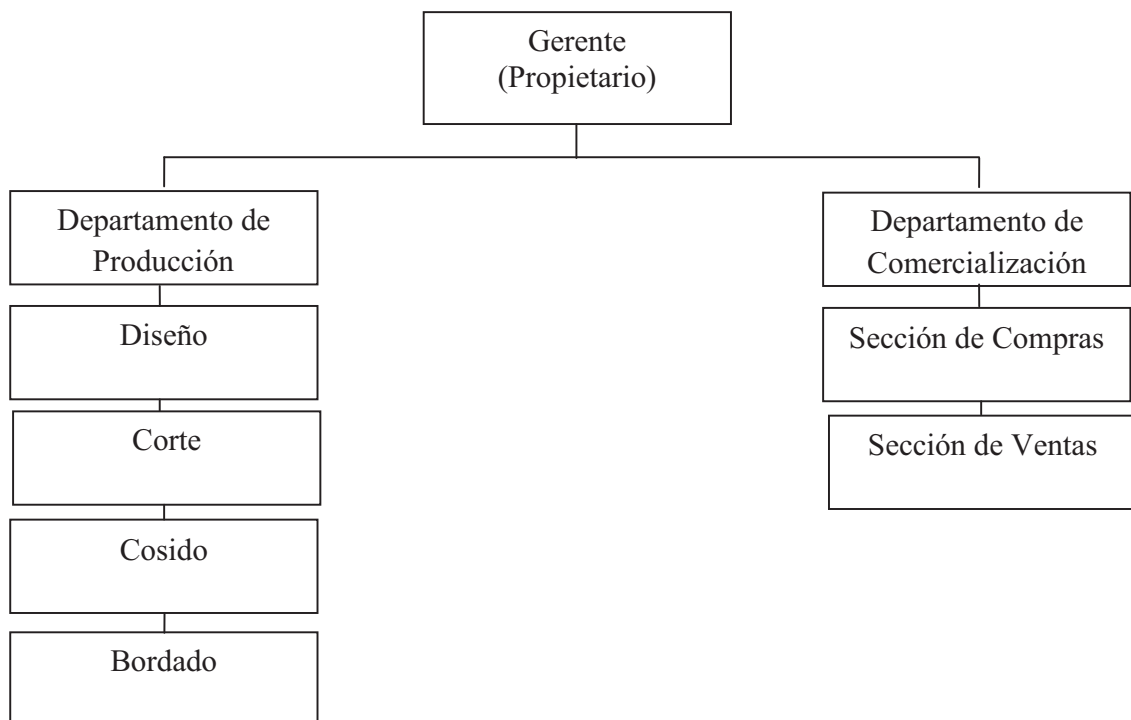 Gerente
(Propietario)
Departamento de
Producción
Diseño
Corte
Cosido
Bordado
Departamento de
Comercialización
Sección de Compras
Sección de Ventas